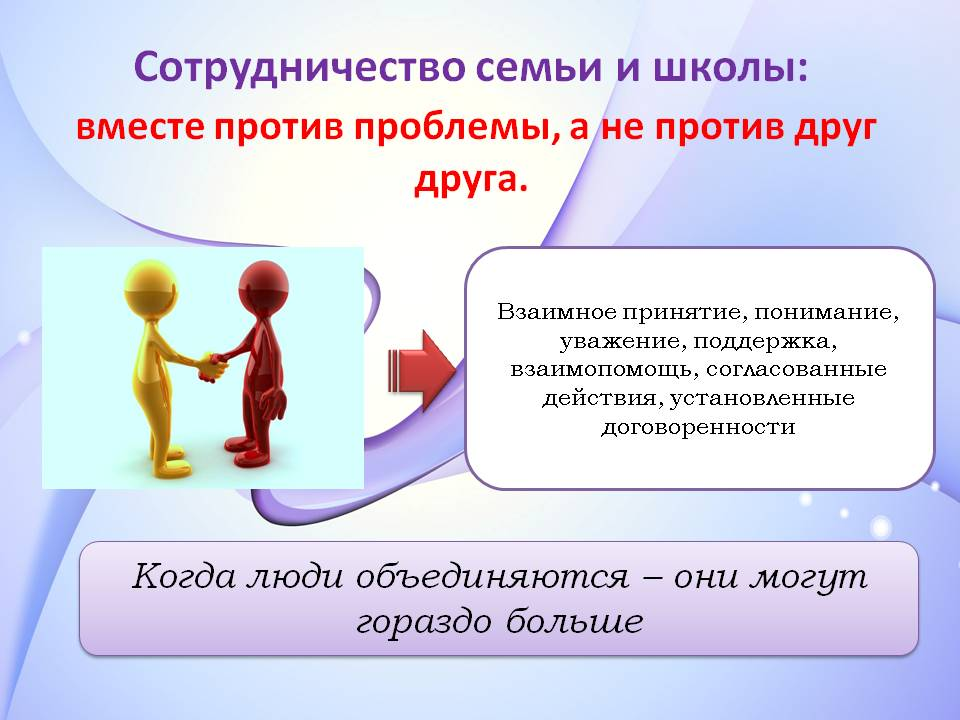 Сотрудничество семьи и школы:
вместе против проблемы, а не против друг
друга.
Взаимное принятие, понимание,
уважение, поддержка,
взаимопомощь, согласованные
действия, установленные
договоренности
Когда люди объединяются – они могут
гораздо больше